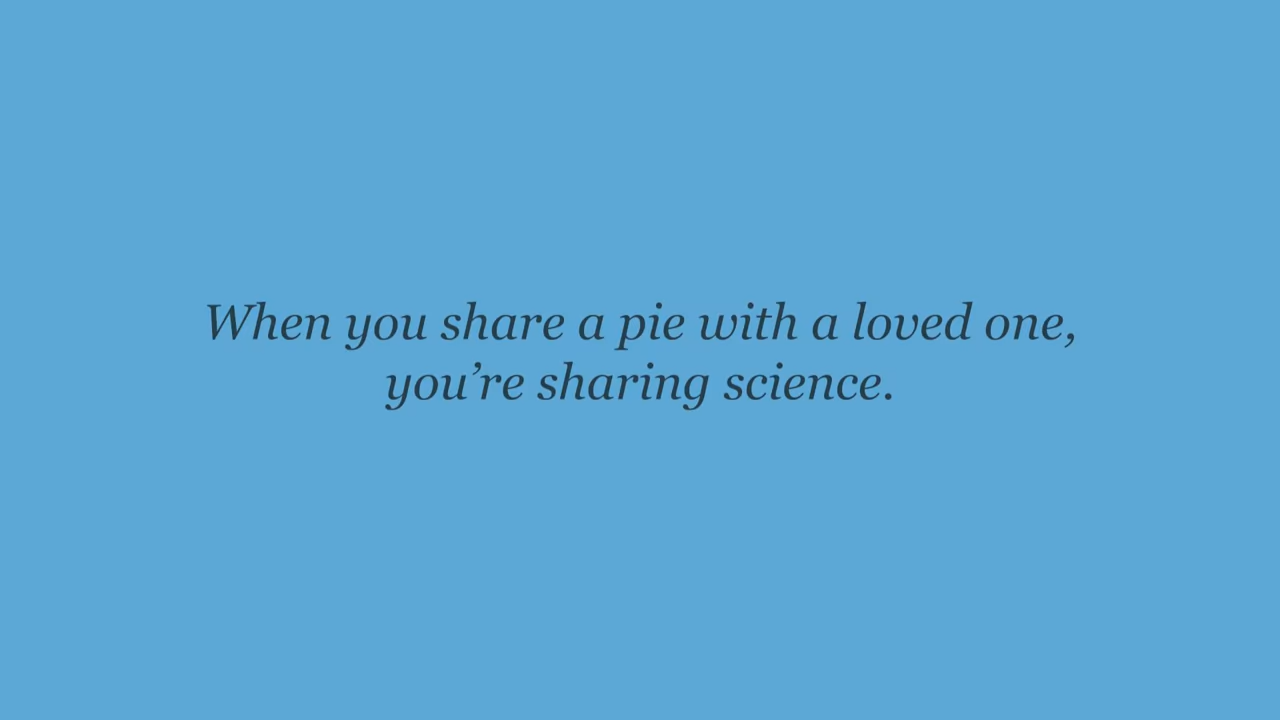 When you share a pie with a loved one,
you’re sharing science.